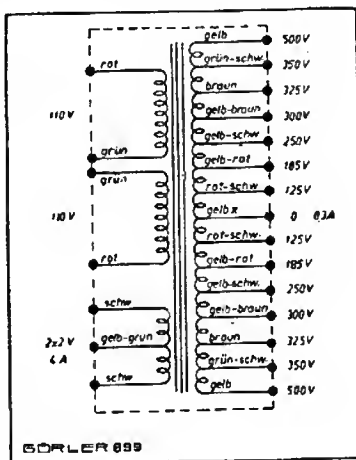 gelb 500V
rot grün-schw. 350V
braun 325V
110V gelb-braun 300V
gelb-schw. 250V
grün gelb-rot 185V
grün rot-schw. 125V
gelb x 0 0,3A
110V rot-schw. 125V
rot gelb-rot 185V
gelb-schw. 250V
schw gelb-braun 300V
2x2V gelb-grün braun 325V
4A grün-schw. 350V
schw gelb 500V
GÖRLER 899